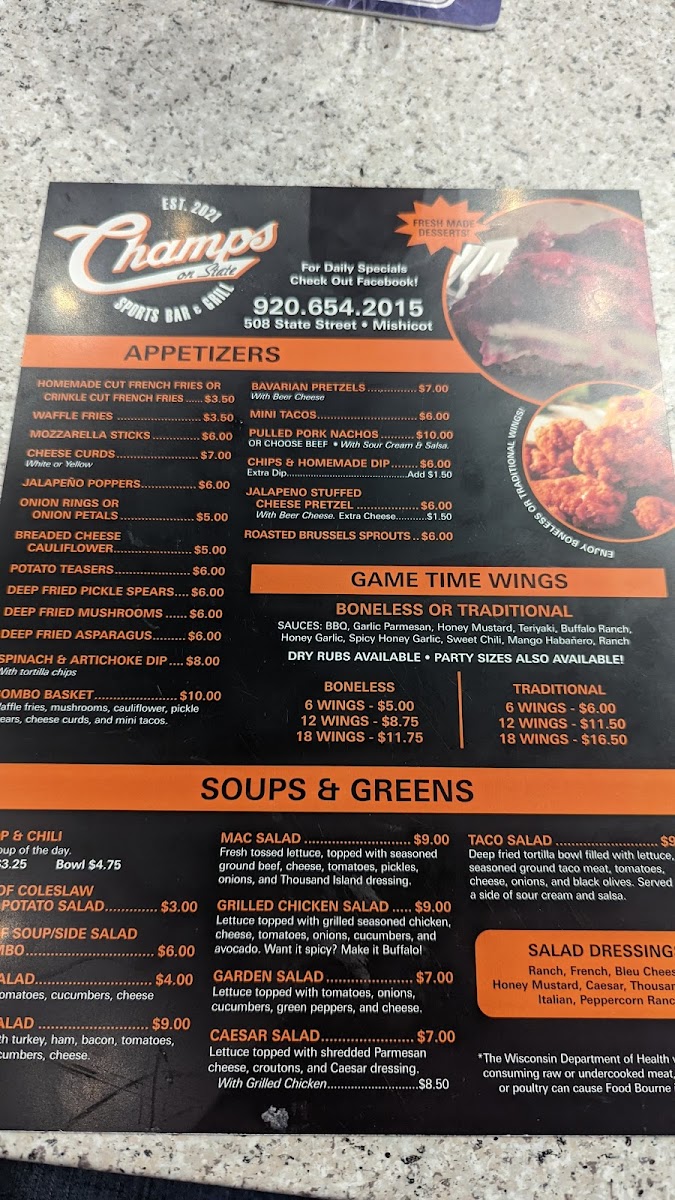 EST. 2021
Champs
on State
SPORTS BAR & GRILL
FRESH MADE
DESSERTS!
For Daily Specials
Check Out Facebook!
920.654.2015
508 State Street • Mishicot
APPETIZERS
HOMEMADE CUT FRENCH FRIES OR
CRINKLE CUT FRENCH FRIES ...... $3.50
WAFFLE FRIES ........................ $3.50
MOZZARELLA STICKS .............. $6.00
CHEESE CURDS ........................ $7.00
White or Yellow
JALAPEÑO POPPERS ............... $6.00
ONION RINGS OR
ONION PETALS ..................... $5.00
BREADED CHEESE
CAULIFLOWER ..................... $5.00
POTATO TEASERS .................... $6.00
DEEP FRIED PICKLE SPEARS .... $6.00
DEEP FRIED MUSHROOMS ...... $6.00
DEEP FRIED ASPARAGUS ......... $6.00
SPINACH & ARTICHOKE DIP .... $8.00
With tortilla chips
OMBO BASKET ...................... $10.00
affle fries, mushrooms, cauliflower, pickle
ears, cheese curds, and mini tacos.
BAVARIAN PRETZELS .............. $7.00
With Beer Cheese
MINI TACOS ............................. $6.00
PULLED PORK NACHOS .......... $10.00
OR CHOOSE BEEF • With Sour Cream & Salsa.
CHIPS & HOMEMADE DIP ........ $6.00
Extra Dip ............................................ Add $1.50
JALAPENO STUFFED
CHEESE PRETZEL ................... $6.00
With Beer Cheese. Extra Cheese .......... $1.50
ROASTED BRUSSELS SPROUTS .. $6.00
ENJOY BONELESS OR TRADITIONAL WINGS!
GAME TIME WINGS
BONELESS OR TRADITIONAL
SAUCES: BBQ, Garlic Parmesan, Honey Mustard, Teriyaki, Buffalo Ranch,
Honey Garlic, Spicy Honey Garlic, Sweet Chili, Mango Habañero, Ranch
DRY RUBS AVAILABLE • PARTY SIZES ALSO AVAILABLE!
BONELESS
6 WINGS - $5.00
12 WINGS - $8.75
18 WINGS - $11.75
TRADITIONAL
6 WINGS - $6.00
12 WINGS - $11.50
18 WINGS - $16.50
SOUPS & GREENS
P & CHILI
oup of the day.
$3.25 Bowl $4.75
OF COLESLAW
POTATO SALAD ............. $3.00
F SOUP/SIDE SALAD
MBO ............................. $6.00
ALAD ............................ $4.00
omatoes, cucumbers, cheese
ALAD ............................ $9.00
th turkey, ham, bacon, tomatoes,
cumbers, cheese.
MAC SALAD .......................... $9.00
Fresh tossed lettuce, topped with seasoned
ground beef, cheese, tomatoes, pickles,
onions, and Thousand Island dressing.
GRILLED CHICKEN SALAD ..... $9.00
Lettuce topped with grilled seasoned chicken,
cheese, tomatoes, onions, cucumbers, and
avocado. Want it spicy? Make it Buffalo!
GARDEN SALAD ..................... $7.00
Lettuce topped with tomatoes, onions,
cucumbers, green peppers, and cheese.
CAESAR SALAD ...................... $7.00
Lettuce topped with shredded Parmesan
cheese, croutons, and Caesar dressing.
With Grilled Chicken ........................... $8.50
TACO SALAD ......................... $9
Deep fried tortilla bowl filled with lettuce,
seasoned ground taco meat, tomatoes,
cheese, onions, and black olives. Served
a side of sour cream and salsa.
SALAD DRESSING
Ranch, French, Bleu Chees
Honey Mustard, Caesar, Thousan
Italian, Peppercorn Ranc
*The Wisconsin Department of Health
consuming raw or undercooked meat,
or poultry can cause Food Bourne